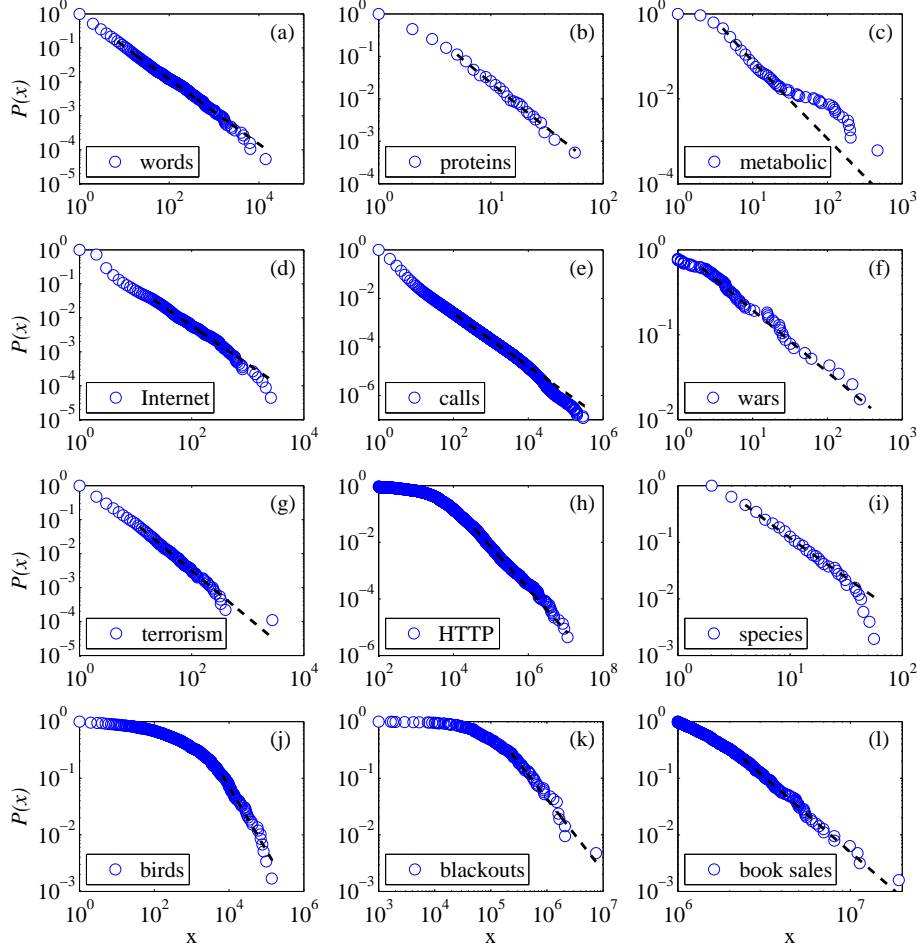 10^0
10^-1
10^-2
10^-3
10^-4
10^-5
P(x)
(a)
words
10^0 10^2 10^4
10^0
10^-1
10^-2
10^-3
10^-4
(b)
proteins
10^0 10^1 10^2
10^0
10^-2
10^-4
(c)
metabolic
10^0 10^1 10^2 10^3
10^0
10^-1
10^-2
10^-3
10^-4
10^-5
P(x)
(d)
Internet
10^0 10^2 10^4
10^0
10^-2
10^-4
10^-6
(e)
calls
10^0 10^2 10^4 10^6
10^0
10^-1
10^-2
(f)
wars
10^0 10^1 10^2 10^3
10^0
10^-1
10^-2
10^-3
10^-4
10^-5
P(x)
(g)
terrorism
10^0 10^2 10^4
10^0
10^-2
10^-4
10^-6
(h)
HTTP
10^2 10^4 10^6 10^8
10^0
10^-1
10^-2
10^-3
(i)
species
10^0 10^1 10^2
10^0
10^-1
10^-2
10^-3
P(x)
(j)
birds
10^0 10^2 10^4 10^6
x
10^0
10^-1
10^-2
10^-3
(k)
blackouts
10^3 10^4 10^5 10^6 10^7
x
10^0
10^-1
10^-2
10^-3
(l)
book sales
10^6 10^7
x